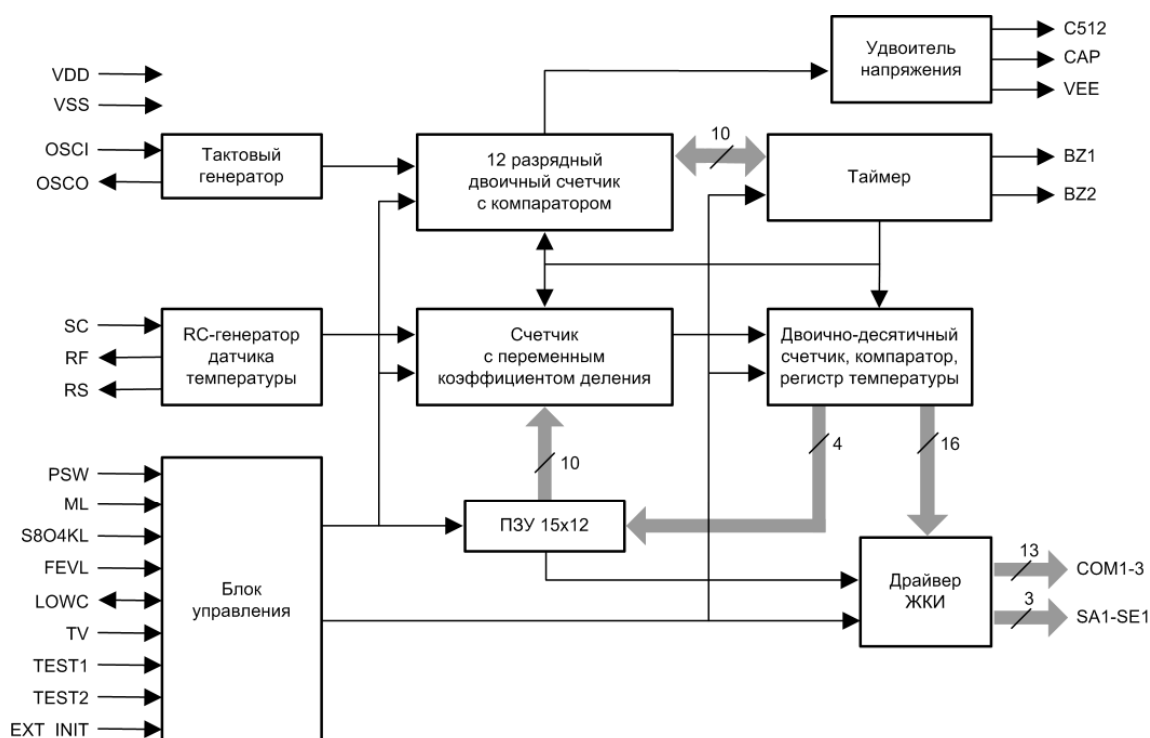 VDD
VSS
OSCI
OSCO
Тактовый
генератор
12 разрядный
двоичный счетчик
с компаратором
10
Удвоитель
напряжения
C512
CAP
VEE
Таймер
BZ1
BZ2
SC
RF
RS
RC-генератор
датчика
температуры
Счетчик
с переменным
коэффициентом деления
Двоично-десятичный
счетчик, компаратор,
регистр температуры
10
4
16
PSW
ML
S8O4KL
FEVL
LOWC
TV
TEST1
TEST2
EXT INIT
Блок
управления
ПЗУ 15x12
Драйвер
ЖКИ
13
COM1-3
3
SA1-SE1